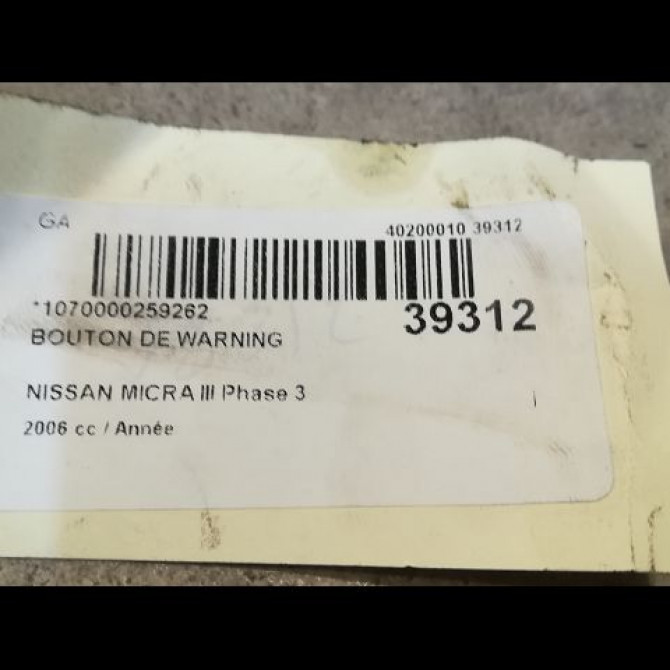 GA
40200010 39312
*1070000259262
39312
BOUTON DE WARNING
NISSAN MICRA III Phase 3
2006 cc / Année